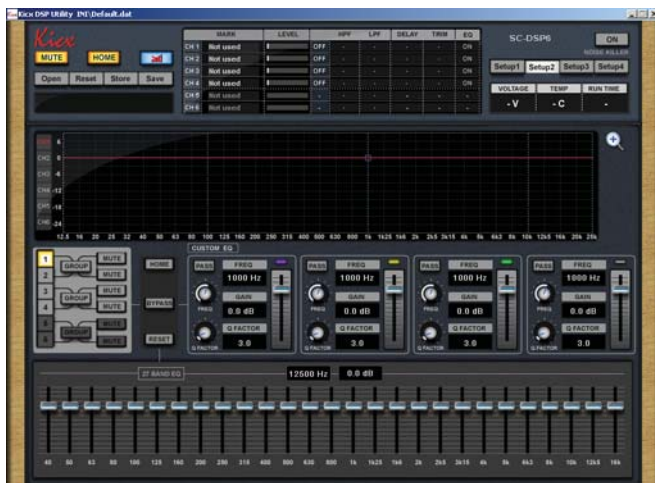 Kicx DSP Utility INI\Default.dat
Kicx
MUTE HOME
Open Reset Store Save
MARK LEVEL HPF LPF DELAY TRIM EQ
CH 1 Not used OFF - - - - ON
CH 2 Not used OFF - - - - ON
CH 3 Not used OFF - - - - ON
CH 4 Not used OFF - - - - ON
CH 5 Not used - - - - - -
CH 6 Not used - - - - - -
SC-DSP6 ON
NOISE KILLER
Setup1 Setup2 Setup3 Setup4
VOLTAGE TEMP RUN TIME
- V - C -
6
CH2 0
CH3 -6
CH4 -12
CH5 -18
CH6 -24
12.5 16 20 25 32 40 50 63 80 100 125 160 200 250 315 400 500 630 800 1k 1k25 1k6 2k 2k5 3k15 4k 5k 6k3 8k 10k 12k5 16k 20k 25k
CUSTOM EQ
1 GROUP MUTE
2 MUTE
3 GROUP MUTE
4 MUTE
5 GROUP MUTE
6 MUTE
HOME
BYPASS
RESET
PASS FREQ PASS FREQ PASS FREQ PASS FREQ
1000 Hz 1000 Hz 1000 Hz 1000 Hz
FREQ GAIN FREQ GAIN FREQ GAIN FREQ GAIN
0.0 dB 0.0 dB 0.0 dB 0.0 dB
Q FACTOR Q FACTOR Q FACTOR Q FACTOR
Q FACTOR 3.0 Q FACTOR 3.0 Q FACTOR 3.0 Q FACTOR 3.0
27 BAND EQ 12500 Hz 0.0 dB
40 50 63 80 100 125 160 200 250 315 400 500 630 800 1k 1k25 1k6 2k 2k5 3k15 4k 5k 6k3 8k 10k 12k5 16k